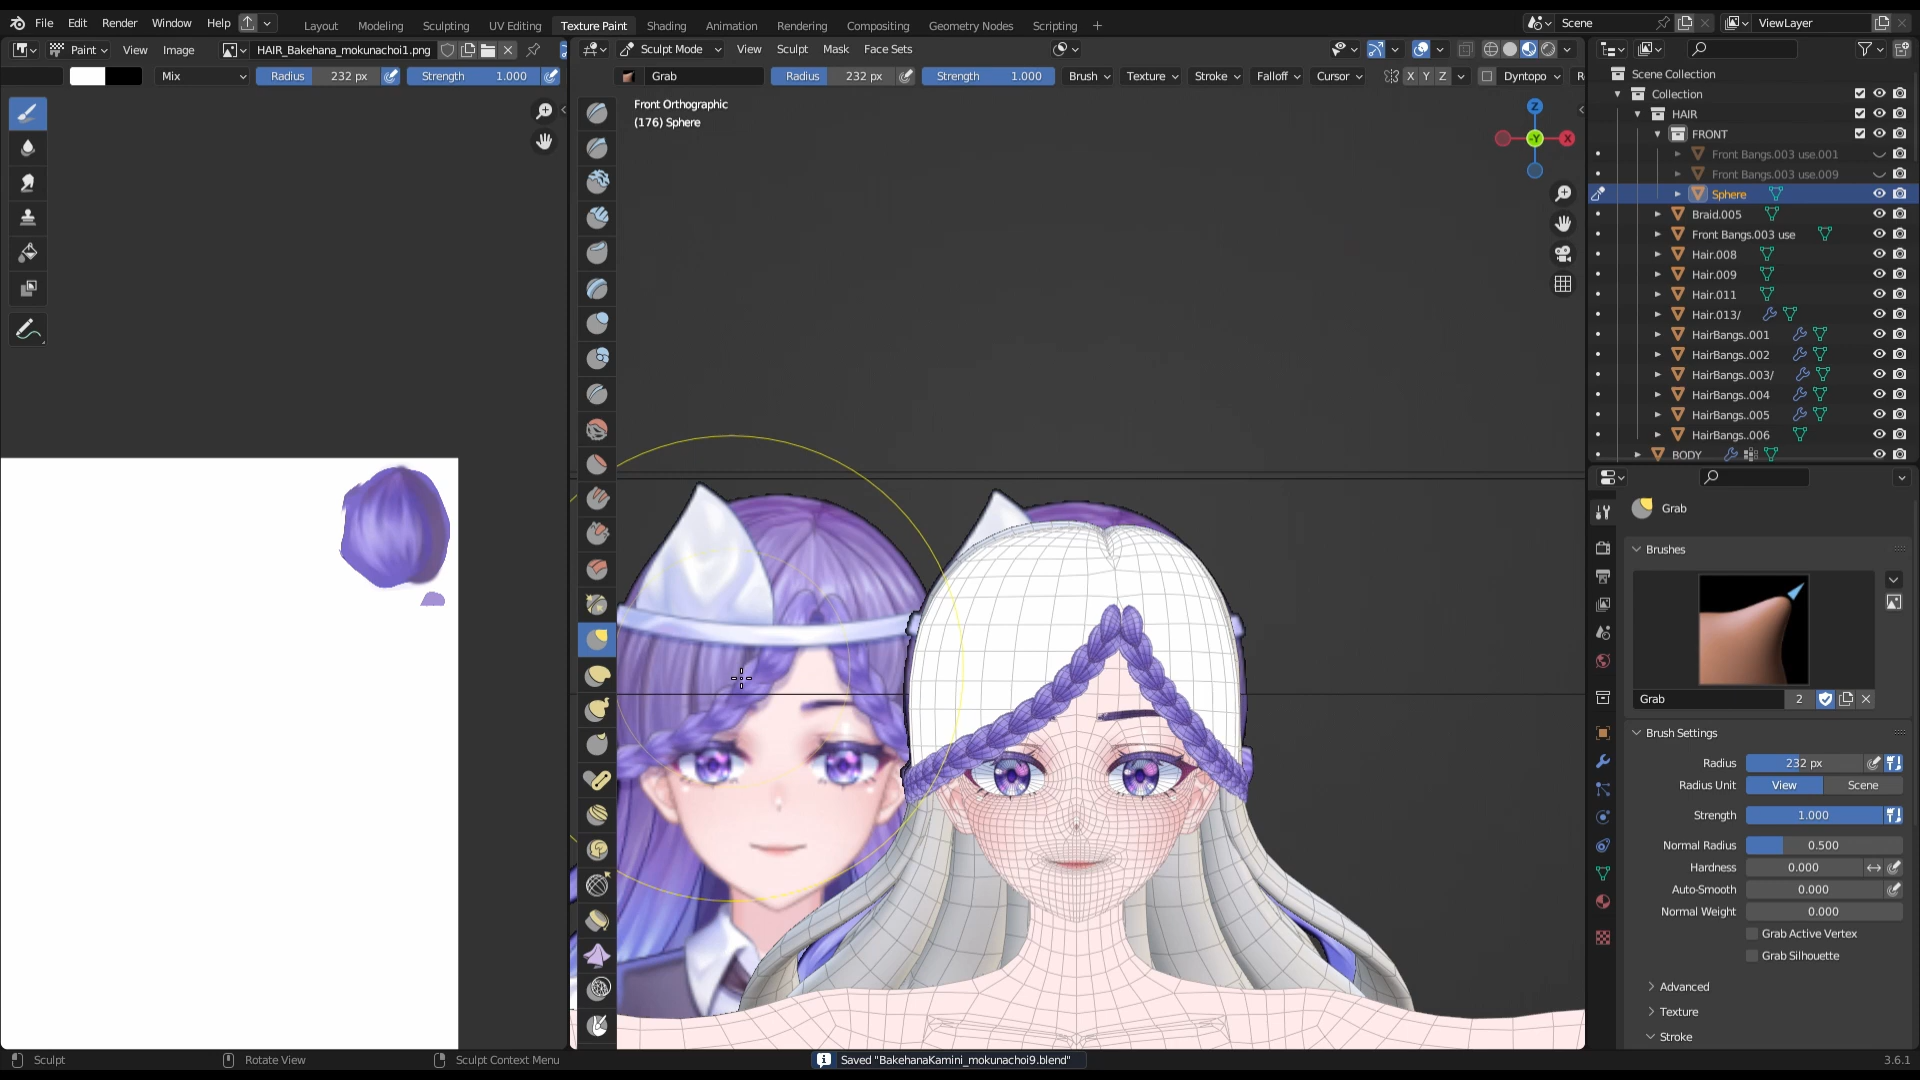 File Edit Render Window Help
Layout Modeling Sculpting UV Editing Texture Paint Shading Animation Rendering Compositing Geometry Nodes Scripting +
Scene
ViewLayer
Paint View Image HAIR_Bakehana_mokunachoi1.png
Mix Radius 232 px Strength 1.000
Sculpt Mode View Sculpt Mask Face Sets
Grab Radius 232 px Strength 1.000 Brush Texture Stroke Falloff Cursor X Y Z Dyntopo R
Front Orthographic
(176) Sphere
Z
-Y
X
Scene Collection
Collection
HAIR
FRONT
Front Bangs.003 use.001
Front Bangs.003 use.009
Sphere
Braid.005
Front Bangs.003 use
Hair.008
Hair.009
Hair.011
Hair.013/
HairBangs..001
HairBangs..002
HairBangs..003/
HairBangs..004
HairBangs..005
HairBangs..006
BODY
Grab
Brushes
Grab 2
Brush Settings
Radius 232 px
Radius Unit View Scene
Strength 1.000
Normal Radius 0.500
Hardness 0.000
Auto-Smooth 0.000
Normal Weight 0.000
Grab Active Vertex
Grab Silhouette
Advanced
Texture
Stroke
Sculpt Rotate View Sculpt Context Menu Saved "BakehanaKamini_mokunachoi9.blend" 3.6.1